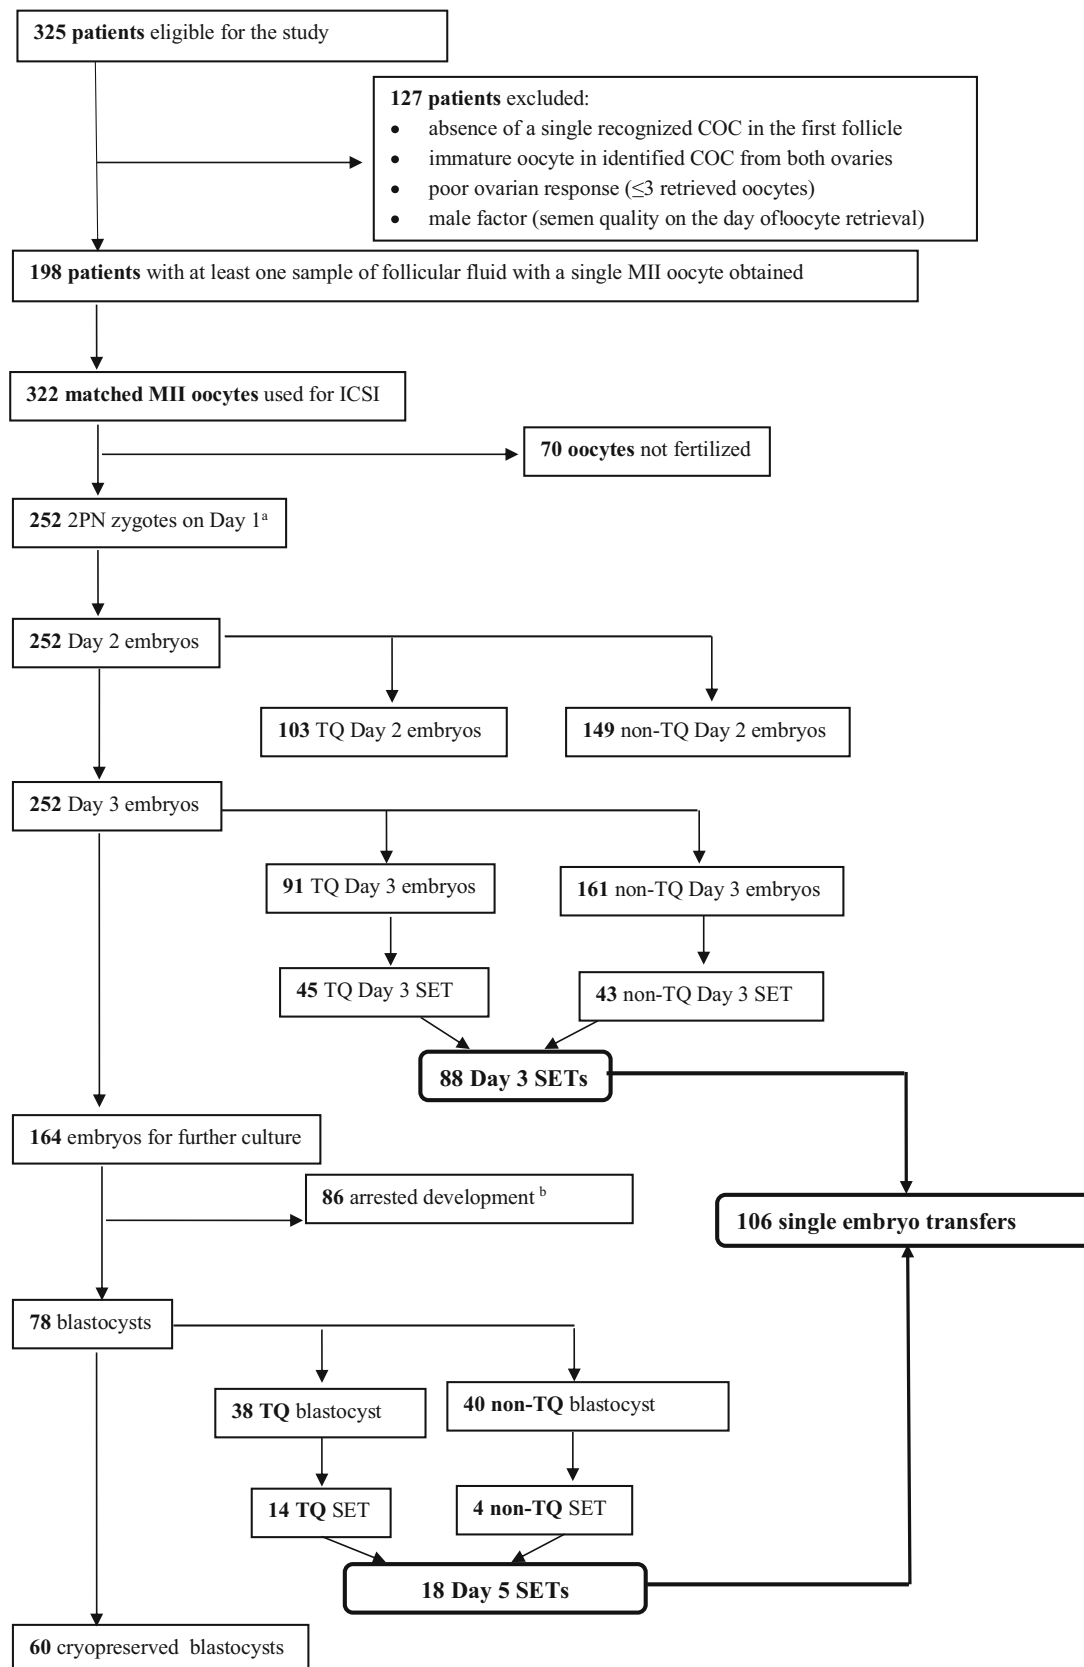 325 patients eligible for the study
127 patients excluded:
• absence of a single recognized COC in the first follicle
• immature oocyte in identified COC from both ovaries
• poor ovarian response (≤3 retrieved oocytes)
• male factor (semen quality on the day of!oocyte retrieval)
198 patients with at least one sample of follicular fluid with a single MII oocyte obtained
322 matched MII oocytes used for ICSI
70 oocytes not fertilized
252 2PN zygotes on Day 1ᵃ
252 Day 2 embryos
103 TQ Day 2 embryos
149 non-TQ Day 2 embryos
252 Day 3 embryos
91 TQ Day 3 embryos
161 non-TQ Day 3 embryos
45 TQ Day 3 SET
43 non-TQ Day 3 SET
88 Day 3 SETs
164 embryos for further culture
86 arrested development ᵇ
106 single embryo transfers
78 blastocysts
38 TQ blastocyst
40 non-TQ blastocyst
14 TQ SET
4 non-TQ SET
18 Day 5 SETs
60 cryopreserved blastocysts